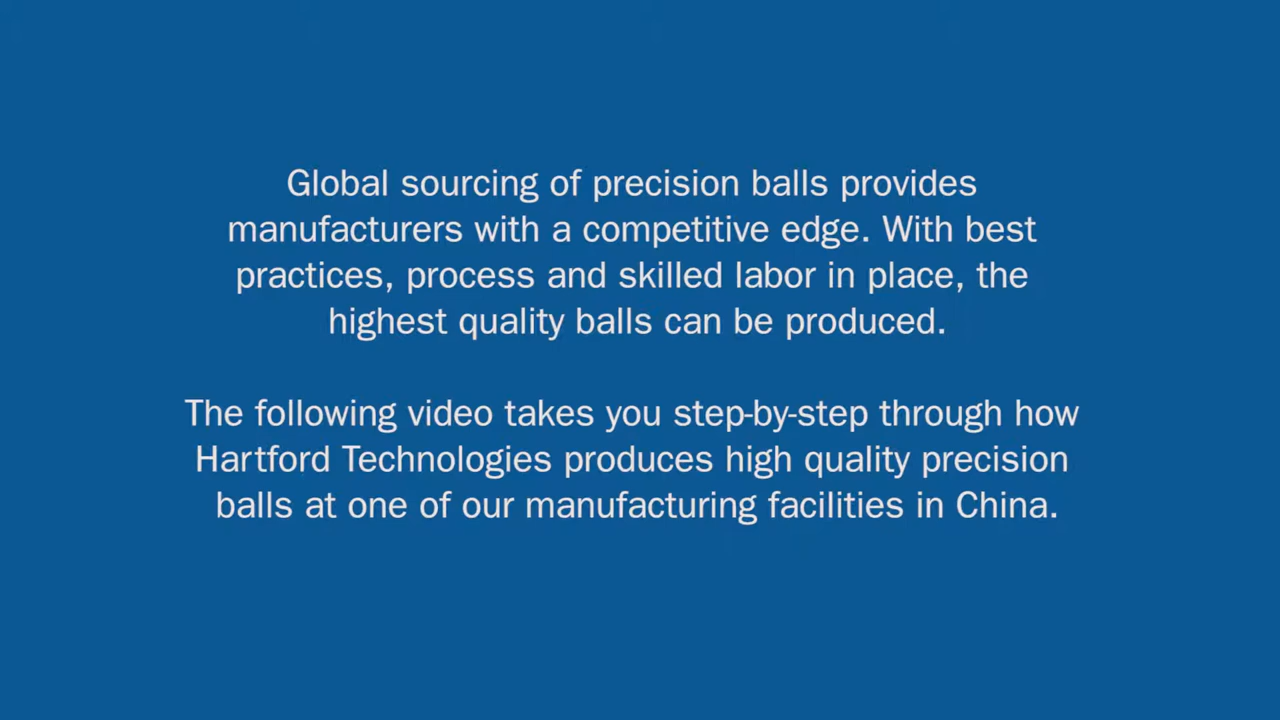 Global sourcing of precision balls provides
manufacturers with a competitive edge. With best
practices, process and skilled labor in place, the
highest quality balls can be produced.
The following video takes you step-by-step through how
Hartford Technologies produces high quality precision
balls at one of our manufacturing facilities in China.